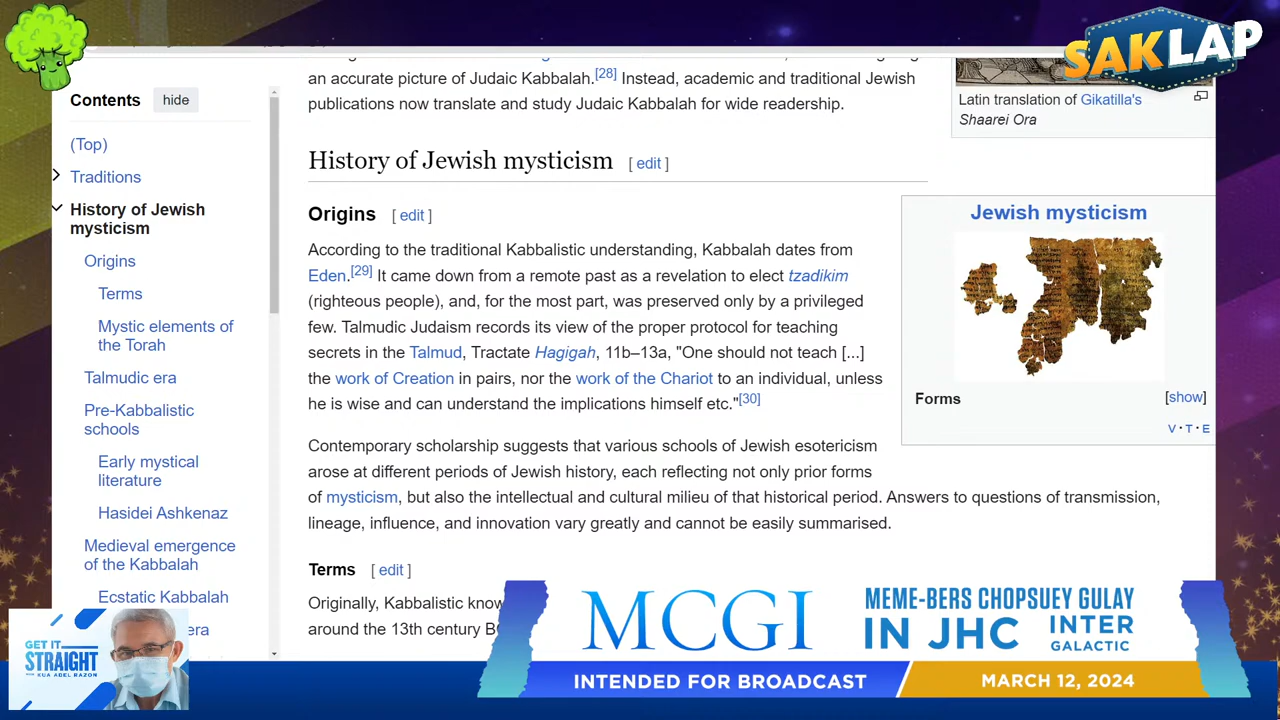 SAKLAP
Contents hide
(Top)
Traditions
History of Jewish
mysticism
Origins
Terms
Mystic elements of
the Torah
Talmudic era
Pre-Kabbalistic
schools
Early mystical
literature
Hasidei Ashkenaz
Medieval emergence
of the Kabbalah
Ecstatic Kabbalah
era
an accurate picture of Judaic Kabbalah.[28] Instead, academic and traditional Jewish
publications now translate and study Judaic Kabbalah for wide readership.
History of Jewish mysticism [ edit ]
Origins [ edit ]
According to the traditional Kabbalistic understanding, Kabbalah dates from
Eden.[29] It came down from a remote past as a revelation to elect tzadikim
(righteous people), and, for the most part, was preserved only by a privileged
few. Talmudic Judaism records its view of the proper protocol for teaching
secrets in the Talmud, Tractate Hagigah, 11b–13a, "One should not teach [...]
the work of Creation in pairs, nor the work of the Chariot to an individual, unless
he is wise and can understand the implications himself etc."[30]
Contemporary scholarship suggests that various schools of Jewish esotericism
arose at different periods of Jewish history, each reflecting not only prior forms
of mysticism, but also the intellectual and cultural milieu of that historical period. Answers to questions of transmission,
lineage, influence, and innovation vary greatly and cannot be easily summarised.
Terms [ edit ]
Originally, Kabbalistic know
around the 13th century BC
Latin translation of Gikatilla's
Shaarei Ora
Jewish mysticism
Forms [show]
V · T · E
GET IT
STRAIGHT
WITH KUA ADEL RAZON
MCGI
MEME-BERS CHOPSUEY GULAY
IN JHC INTER
GALACTIC
INTENDED FOR BROADCAST
MARCH 12, 2024